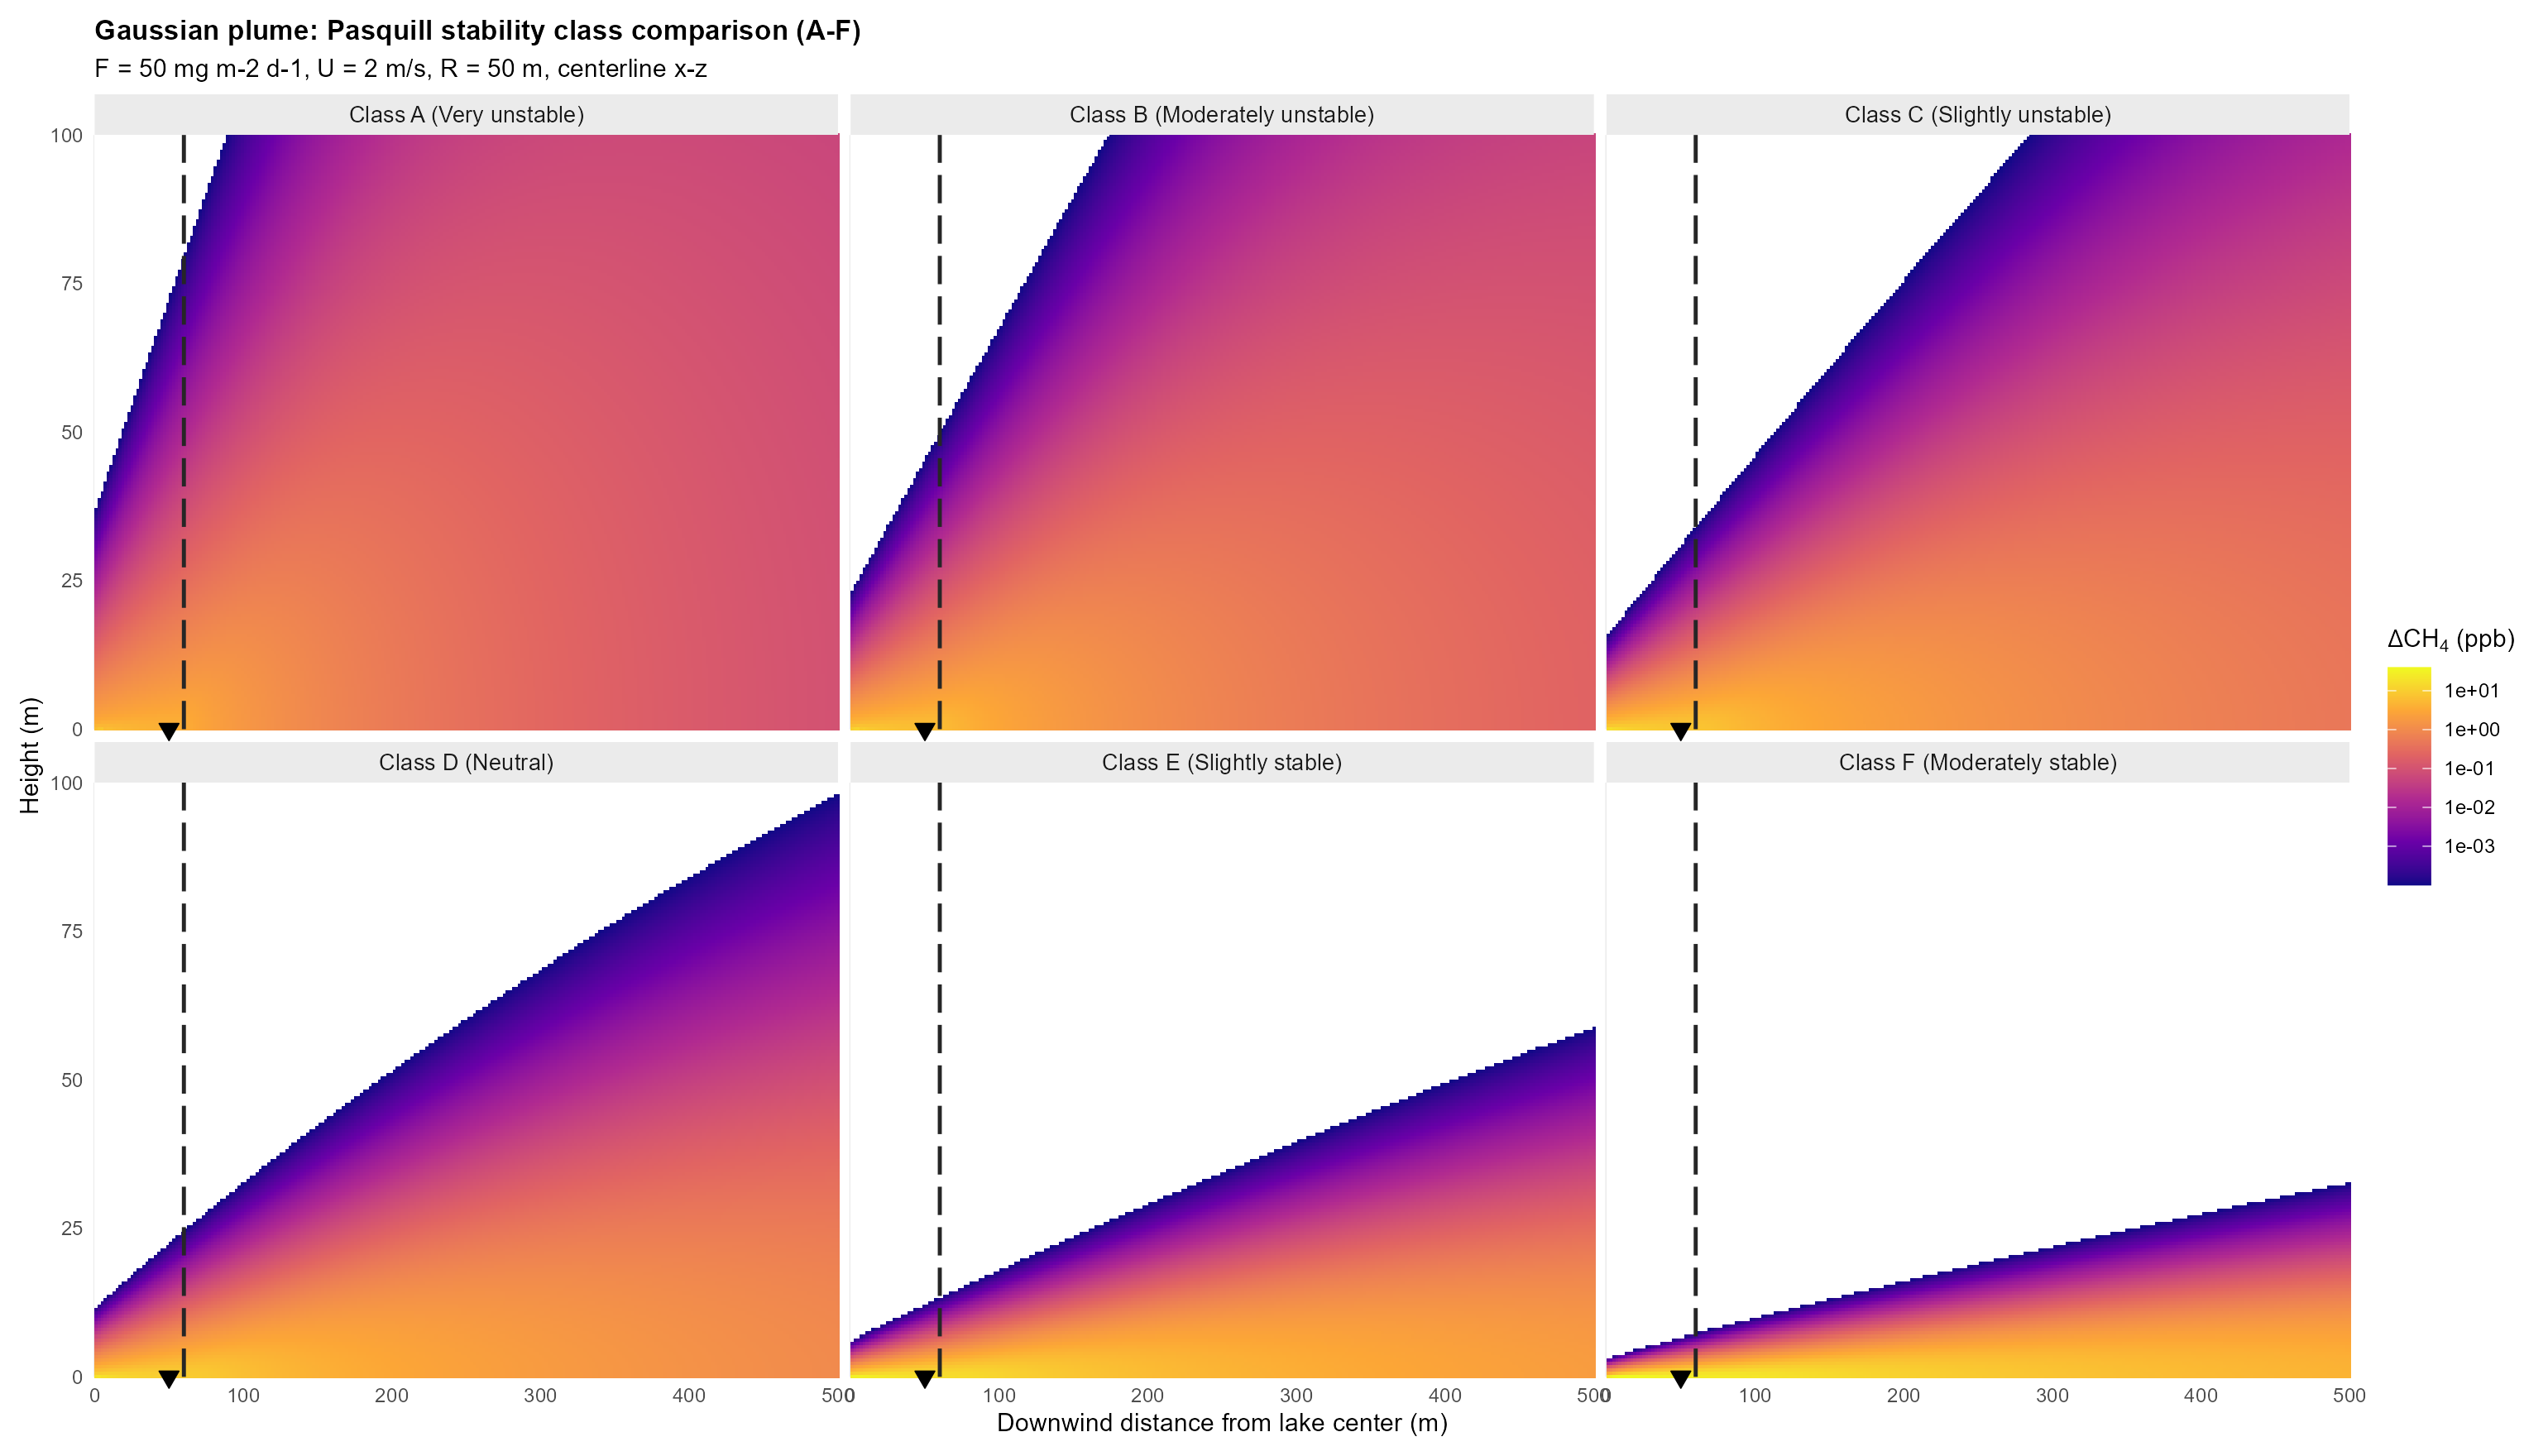 Gaussian plume: Pasquill stability class comparison (A-F)
F = 50 mg m-2 d-1, U = 2 m/s, R = 50 m, centerline x-z
Class A (Very unstable)
Class B (Moderately unstable)
Class C (Slightly unstable)
100
75
50
25
0
Class D (Neutral)
Class E (Slightly stable)
Class F (Moderately stable)
100
75
50
25
0
0 100 200 300 400 500
0 100 200 300 400 500
0 100 200 300 400 500
Height (m)
Downwind distance from lake center (m)
ΔCH₄ (ppb)
1e+01
1e+00
1e-01
1e-02
1e-03